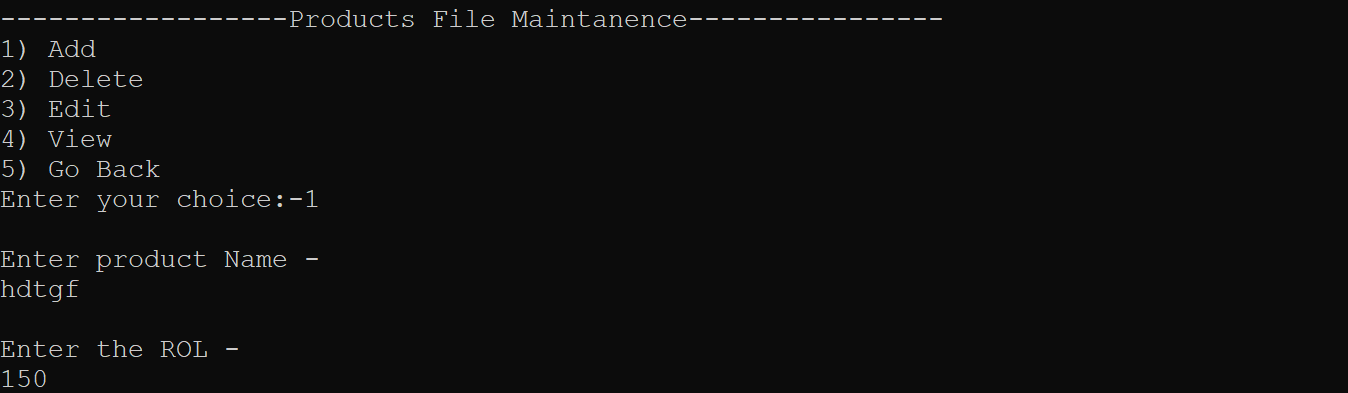 ------------------Products File Maintanence----------------
1) Add
2) Delete
3) Edit
4) View
5) Go Back
Enter your choice:-1
Enter product Name -
hdtgf
Enter the ROL -
150